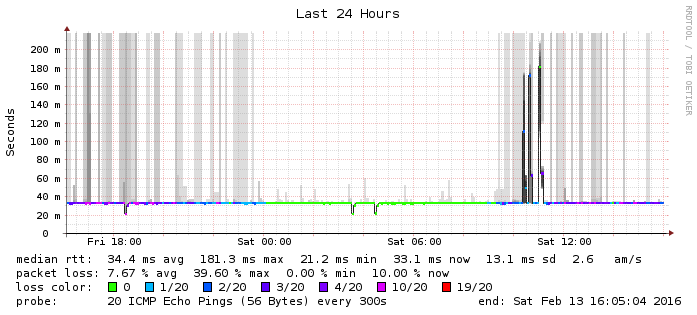 Last 24 Hours
RRDTOOL / TOBI OETIKER
Seconds
200 m
180 m
160 m
140 m
120 m
100 m
80 m
60 m
40 m
20 m
0
Fri 18:00 Sat 00:00 Sat 06:00 Sat 12:00
median rtt: 34.4 ms avg 181.3 ms max 21.2 ms min 33.1 ms now 13.1 ms sd 2.6 am/s
packet loss: 7.67 % avg 39.60 % max 0.00 % min 10.00 % now
loss color: 0 1/20 2/20 3/20 4/20 10/20 19/20
probe: 20 ICMP Echo Pings (56 Bytes) every 300s end: Sat Feb 13 16:05:04 2016